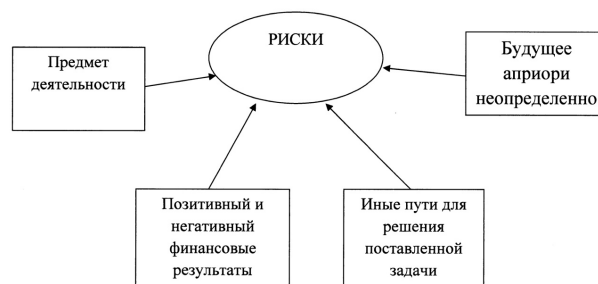 РИСКИ
Предмет
деятельности
Будущее
априори
неопределенно
Позитивный и
негативный
финансовые
результаты
Иные пути для
решения
поставленной
задачи